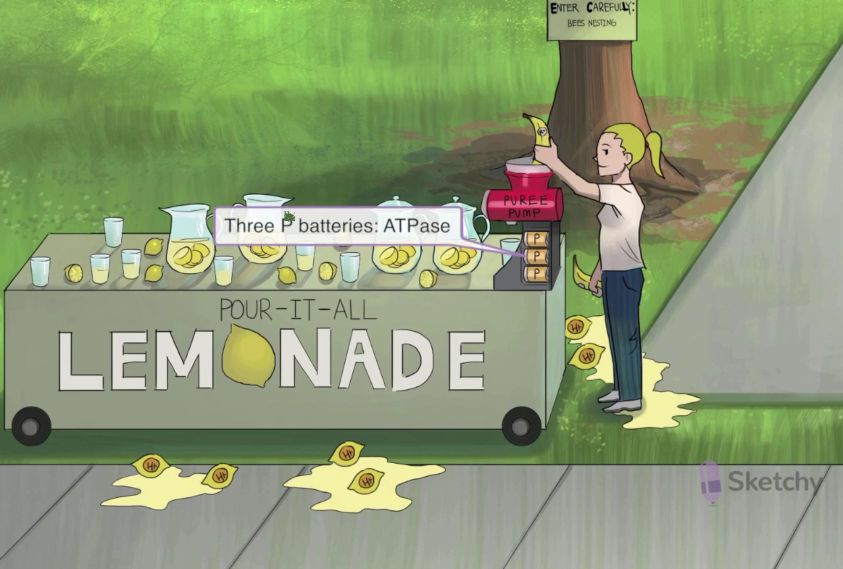 ENTER CAREFULLY:
BEES NESTING
PUREE
PUMP
Three P batteries: ATPase
P
P
P
POUR-IT-ALL
LEMONADE
H+
H+
H+
H+
H+
H+
Sketchy